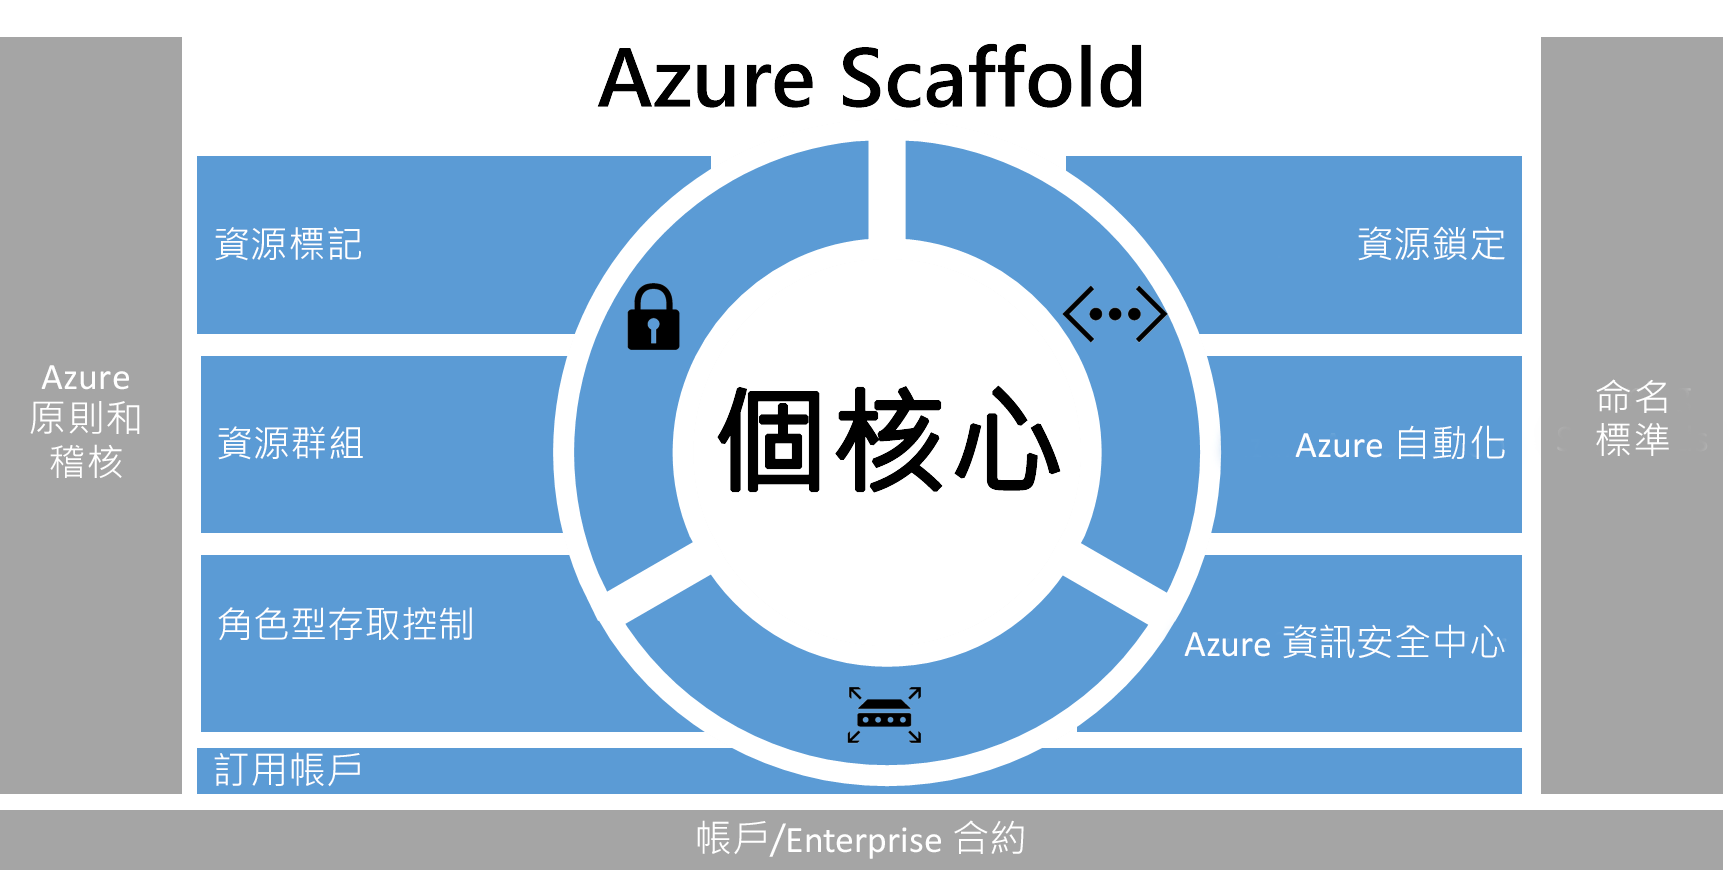 Azure Scaffold
Azure
原則和
稽核
資源標記
資源群組
角色型存取控制
訂用帳戶
個核心
資源鎖定
Azure 自動化
Azure 資訊安全中心
命名
標準
帳戶/Enterprise 合約